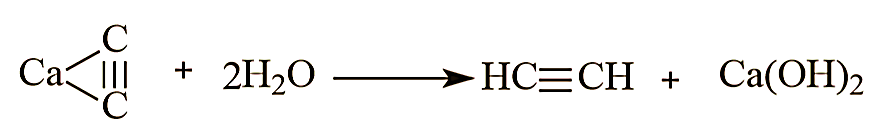 C
Ca + 2H₂O HC≡CH + Ca(OH)₂
C